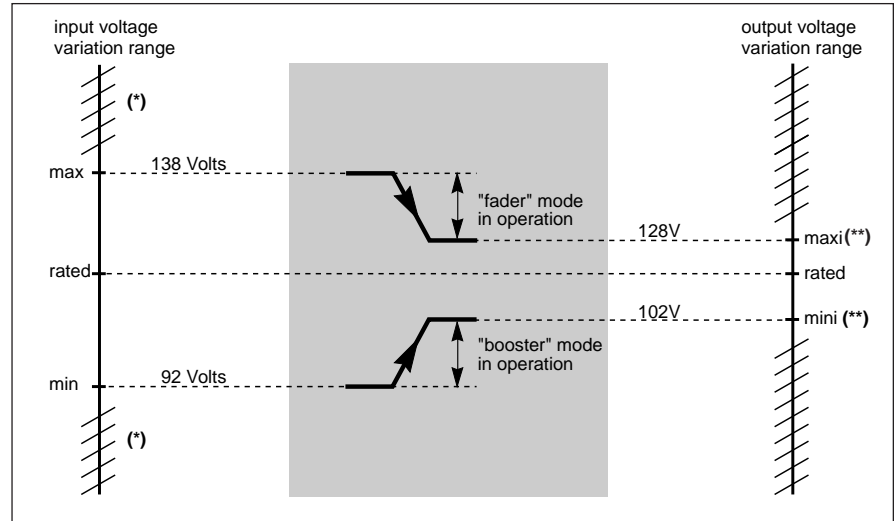 input voltage
variation range
output voltage
variation range
(*)
max
138 Volts
"fader" mode
in operation
128V
maxi (**)
rated
rated
102V
mini (**)
"booster" mode
in operation
min
92 Volts
(*)